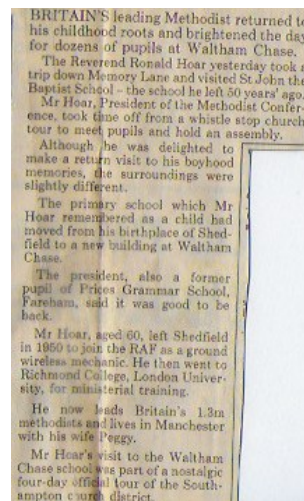 BRITAIN'S leading Methodist returned to
his childhood roots and brightened the day
for dozens of pupils at Waltham Chase.
The Reverend Ronald Hoar yesterday took a
trip down Memory Lane and visited St John the
Baptist School – the school he left 50 years' ago.
Mr Hoar, President of the Methodist Confer-
ence, took time off from a whistle stop church
tour to meet pupils and hold an assembly.
Although he was delighted to
make a return visit to his boyhood
memories, the surroundings were
slightly different.
The primary school which Mr
Hoar remembered as a child had
moved from his birthplace of Shed-
field to a new building at Waltham
Chase.
The president, also a former
pupil of Prices Grammar School,
Fareham, said it was good to be
back.
Mr Hoar, aged 60, left Shedfield
in 1950 to join the RAF as a ground
wireless mechanic. He then went to
Richmond College, London Univer-
sity, for ministerial training.
He now leads Britain's 1.3m
methodists and lives in Manchester
with his wife Peggy.
Mr Hoar's visit to the Waltham
Chase school was part of a nostalgic
four-day official tour of the South-
ampton church district.